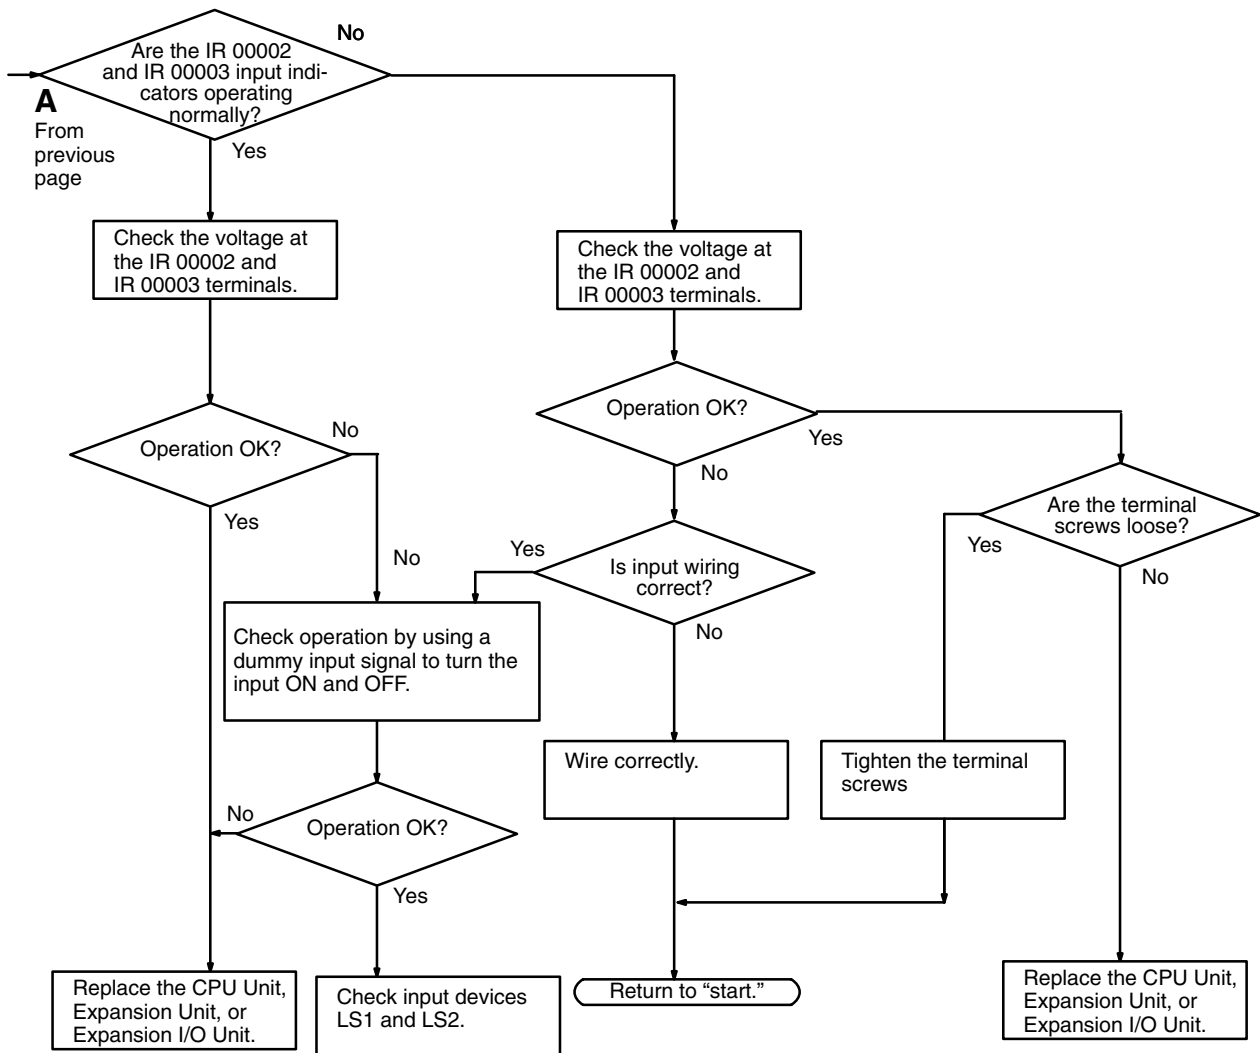 No
Are the IR 00002
and IR 00003 input indi-
cators operating
normally?
A
From
previous
page
Yes
Check the voltage at
the IR 00002 and
IR 00003 terminals.
Check the voltage at
the IR 00002 and
IR 00003 terminals.
Operation OK?
Yes
No
Operation OK?
No
Yes
Are the terminal
screws loose?
Yes
No
Yes
No
Is input wiring
correct?
No
Check operation by using a
dummy input signal to turn the
input ON and OFF.
Wire correctly.
Tighten the terminal
screws
No
Operation OK?
Yes
Replace the CPU Unit,
Expansion Unit, or
Expansion I/O Unit.
Check input devices
LS1 and LS2.
Return to “start.”
Replace the CPU Unit,
Expansion Unit, or
Expansion I/O Unit.